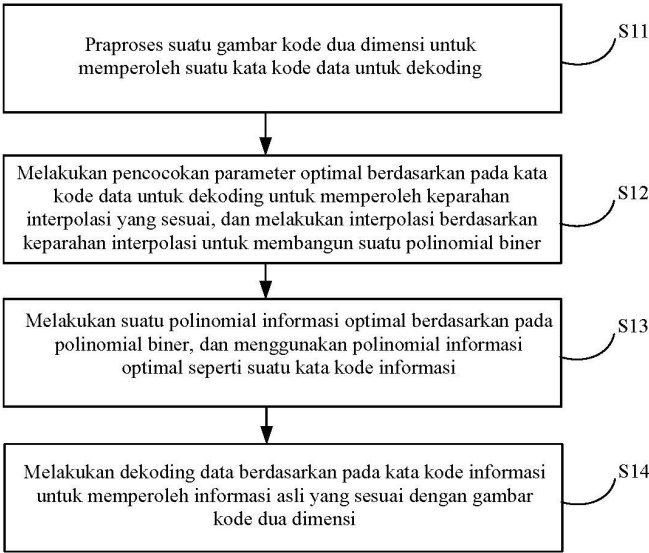 Praproses suatu gambar kode dua dimensi untuk
memperoleh suatu kata kode data untuk dekoding
S11
Melakukan pencocokan parameter optimal berdasarkan pada kata
kode data untuk dekoding untuk memperoleh keparahan
interpolasi yang sesuai, dan melakukan interpolasi berdasarkan
keparahan interpolasi untuk membangun suatu polinomial biner
S12
Melakukan suatu polinomial informasi optimal berdasarkan pada
polinomial biner, dan menggunakan polinomial informasi
optimal seperti suatu kata kode informasi
S13
Melakukan dekoding data berdasarkan pada kata kode informasi
untuk memperoleh informasi asli yang sesuai dengan gambar
kode dua dimensi
S14